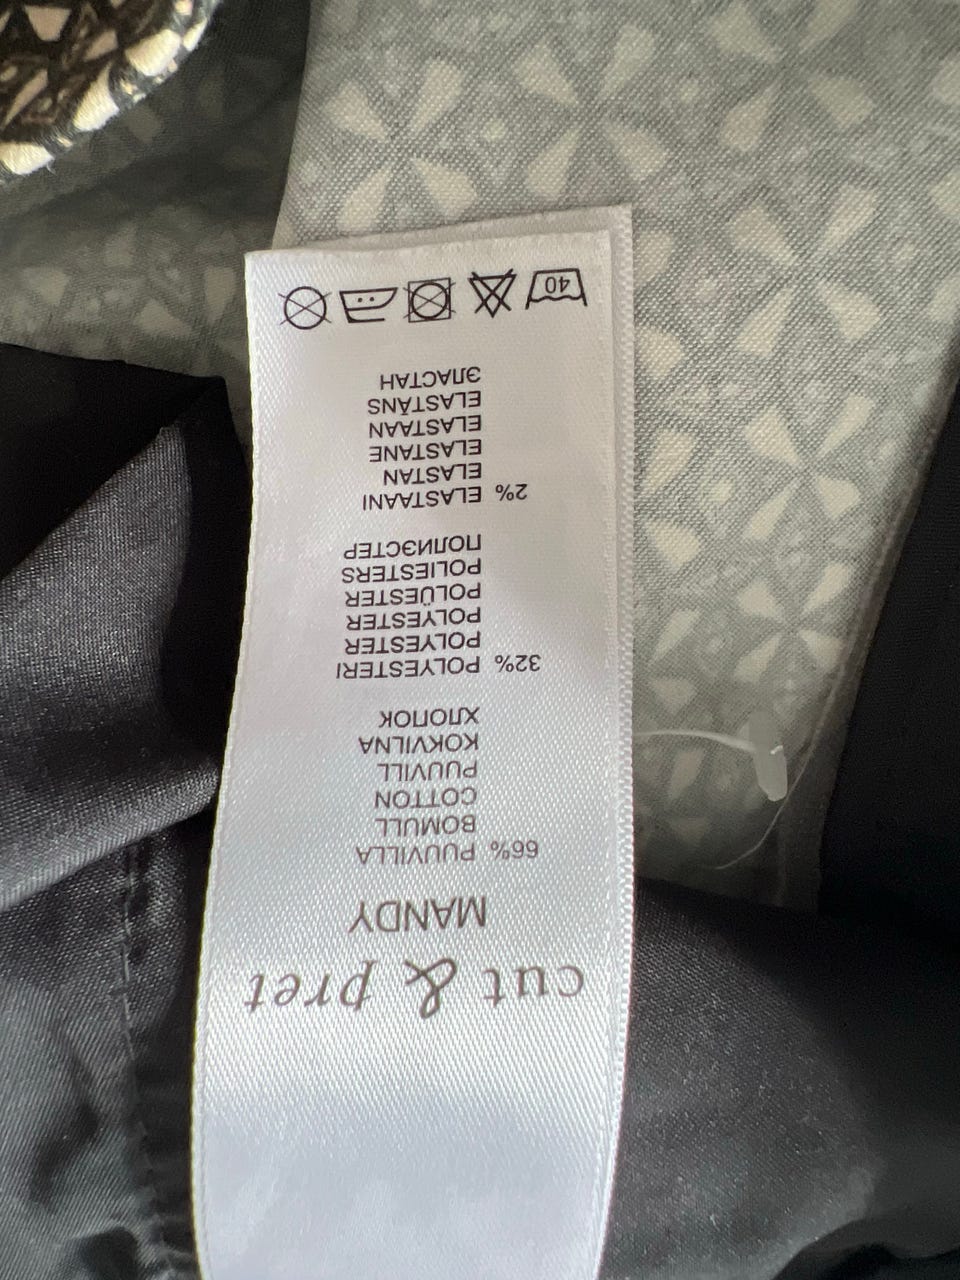 cut & pret
MANDY
66% PUUVILLA
BOMULL
COTTON
PUUVILL
KOKVILNA
ХЛОПОК
32% POLYESTERI
POLYESTER
POLYESTER
POLÜESTER
POLIESTERS
ПОЛИЭСТЕР
2% ELASTAANI
ELASTAN
ELASTANE
ELASTAAN
ELASTĀNS
ЭЛАСТАН
40